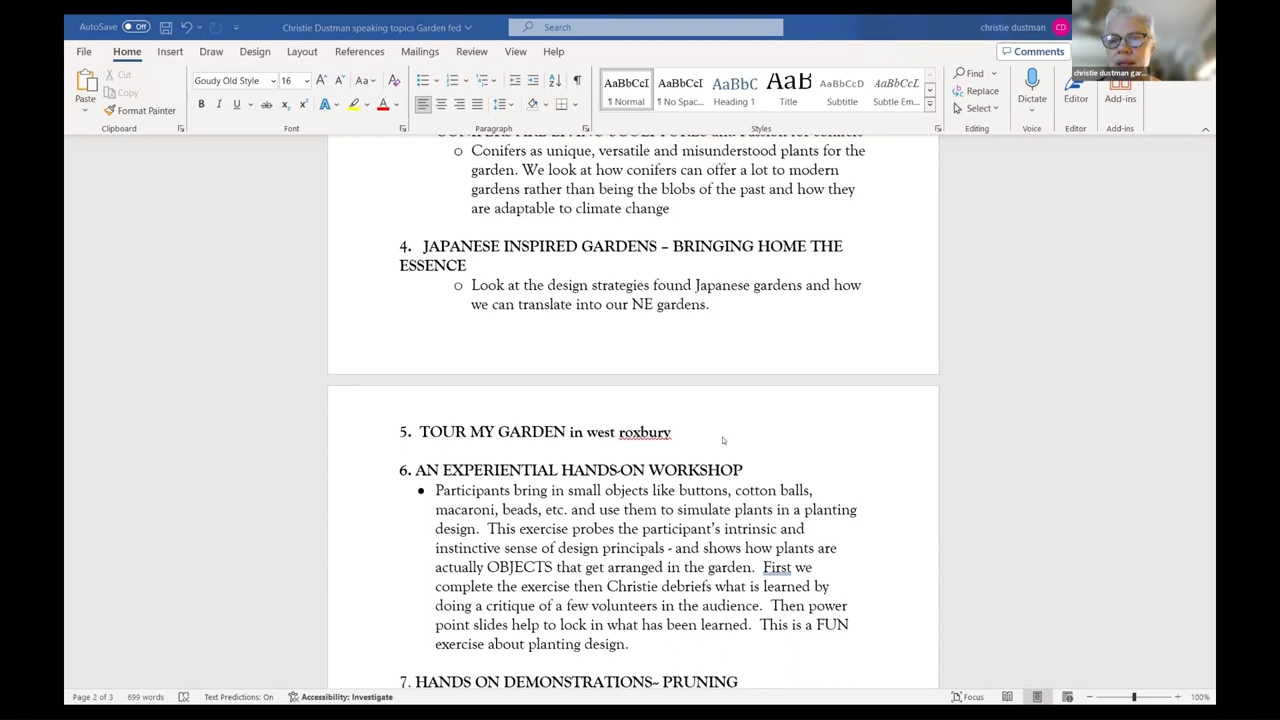 AutoSave Off Christie Dustman speaking topics Garden fed Search christie dustman CD
File Home Insert Draw Design Layout References Mailings Review View Help Comments
christie dustman gar...
Paste Cut Copy Format Painter Clipboard
Goudy Old Style 16 Font
Paragraph
AaBbCcI AaBbCcI AaBbC AaB AaBbCcD AaBbCcL
¶ Normal ¶ No Spac... Heading 1 Title Subtitle Subtle Em...
Styles
Find Replace Select Editing
Dictate Voice
Editor Editor
Add-ins Add-ins
o Conifers as unique, versatile and misunderstood plants for the
garden. We look at how conifers can offer a lot to modern
gardens rather than being the blobs of the past and how they
are adaptable to climate change
4. JAPANESE INSPIRED GARDENS – BRINGING HOME THE
ESSENCE
o Look at the design strategies found Japanese gardens and how
we can translate into our NE gardens.
5. TOUR MY GARDEN in west roxbury
6. AN EXPERIENTIAL HANDS-ON WORKSHOP
● Participants bring in small objects like buttons, cotton balls,
macaroni, beads, etc. and use them to simulate plants in a planting
design. This exercise probes the participant's intrinsic and
instinctive sense of design principals - and shows how plants are
actually OBJECTS that get arranged in the garden. First we
complete the exercise then Christie debriefs what is learned by
doing a critique of a few volunteers in the audience. Then power
point slides help to lock in what has been learned. This is a FUN
exercise about planting design.
7. HANDS ON DEMONSTRATIONS– PRUNING
Page 2 of 3 699 words Text Predictions: On Accessibility: Investigate Focus 100%